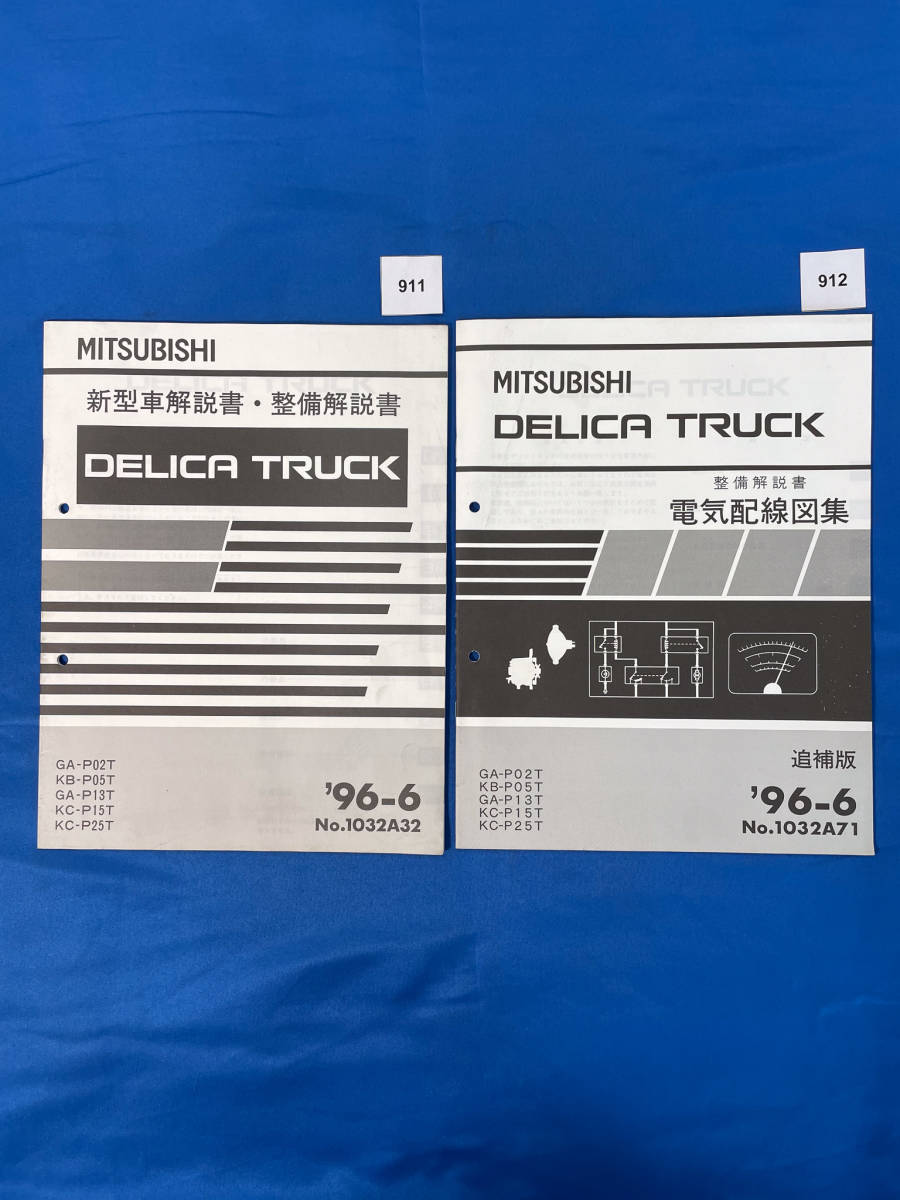 911
MITSUBISHI
新型車解説書・整備解説書
DELICA TRUCK
GA-P02T
KB-P05T
GA-P13T
KC-P15T
KC-P25T
'96-6
No.1032A32
912
MITSUBISHI
DELICA TRUCK
整備解説書
電気配線図集
追補版
GA-P02T
KB-P05T
GA-P13T
KC-P15T
KC-P25T
'96-6
No.1032A71